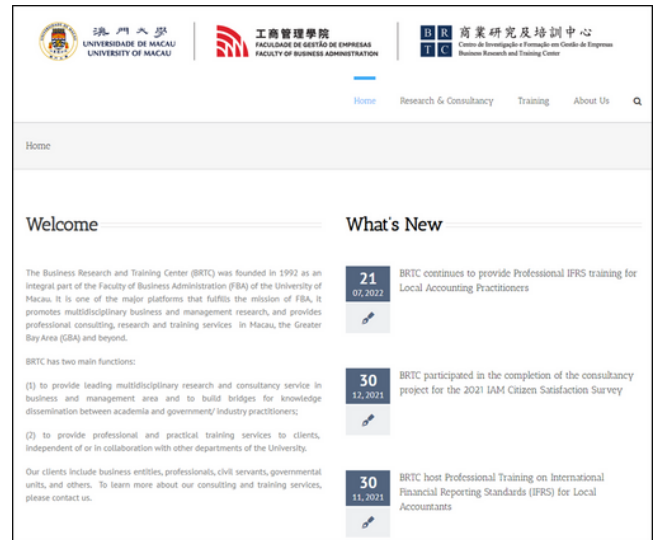 澳門大學
UNIVERSIDADE DE MACAU
UNIVERSITY OF MACAU
工商管理學院
FACULDADE DE GESTÃO DE EMPRESAS
FACULTY OF BUSINESS ADMINISTRATION
B R
T C
商業研究及培訓中心
Centro de Investigação e Formação em Gestão de Empresas
Business Research and Training Center
Home Research & Consultancy Training About Us
Home
Welcome
The Business Research and Training Center (BRTC) was founded in 1992 as an
integral part of the Faculty of Business Administration (FBA) of the University of
Macau. It is one of the major platforms that fulfills the mission of FBA, it
promotes multidisciplinary business and management research, and provides
professional consulting, research and training services in Macau, the Greater
Bay Area (GBA) and beyond.
BRTC has two main functions:
(1) to provide leading multidisciplinary research and consultancy service in
business and management area and to build bridges for knowledge
dissemination between academia and government/ industry practitioners;
(2) to provide professional and practical training services to clients,
independent of or in collaboration with other departments of the University.
Our clients include business entities, professionals, civil servants, governmental
units, and others. To learn more about our consulting and training services,
please contact us.
What's New
21
07, 2022
BRTC continues to provide Professional IFRS training for
Local Accounting Practitioners
30
12, 2021
BRTC participated in the completion of the consultancy
project for the 2021 IAM Citizen Satisfaction Survey
30
11, 2021
BRTC host Professional Training on International
Financial Reporting Standards (IFRS) for Local
Accountants